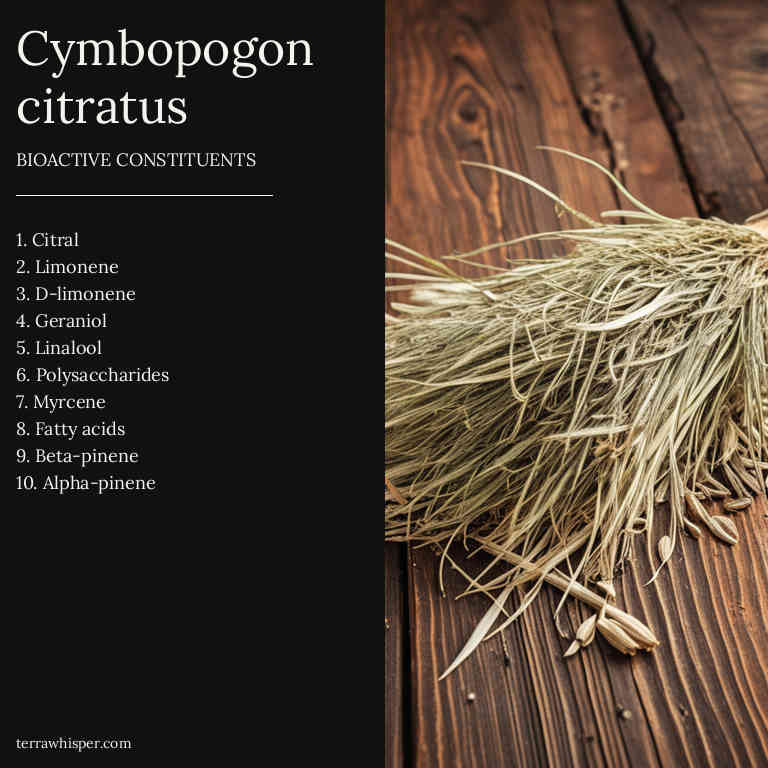 Cymbopogon
citratus
BIOACTIVE CONSTITUENTS
1. Citral
2. Limonene
3. D-limonene
4. Geraniol
5. Linalool
6. Polysaccharides
7. Myrcene
8. Fatty acids
9. Beta-pinene
10. Alpha-pinene
terrawhisper.com